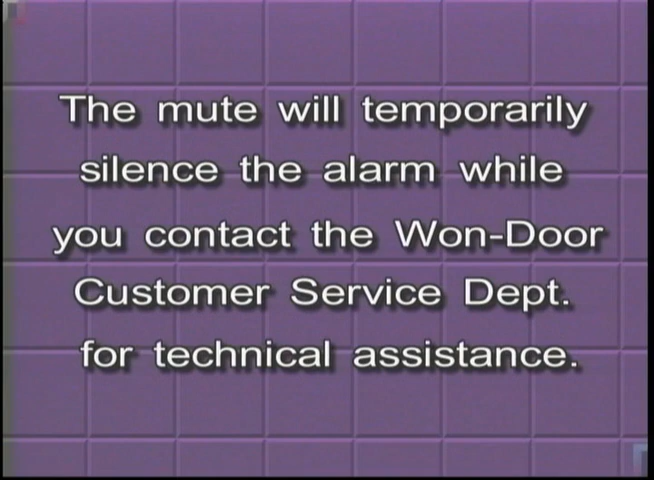 The mute will temporarily
silence the alarm while
you contact the Won-Door
Customer Service Dept.
for technical assistance.